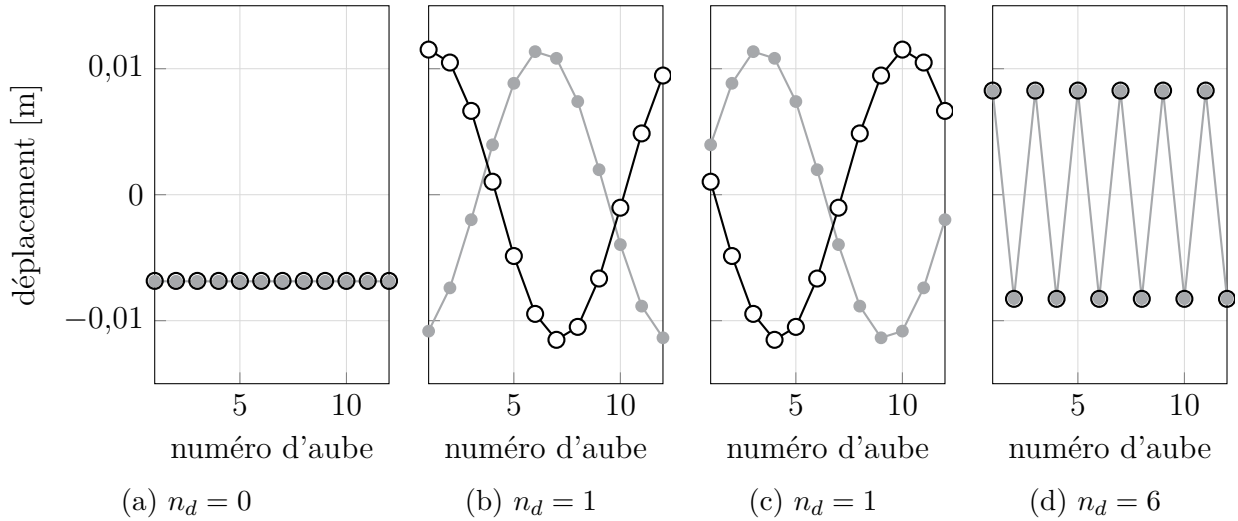 déplacement [m]
0,01
0
−0,01
5 10
5 10
5 10
5 10
numéro d'aube
numéro d'aube
numéro d'aube
numéro d'aube
(a) n_d = 0
(b) n_d = 1
(c) n_d = 1
(d) n_d = 6